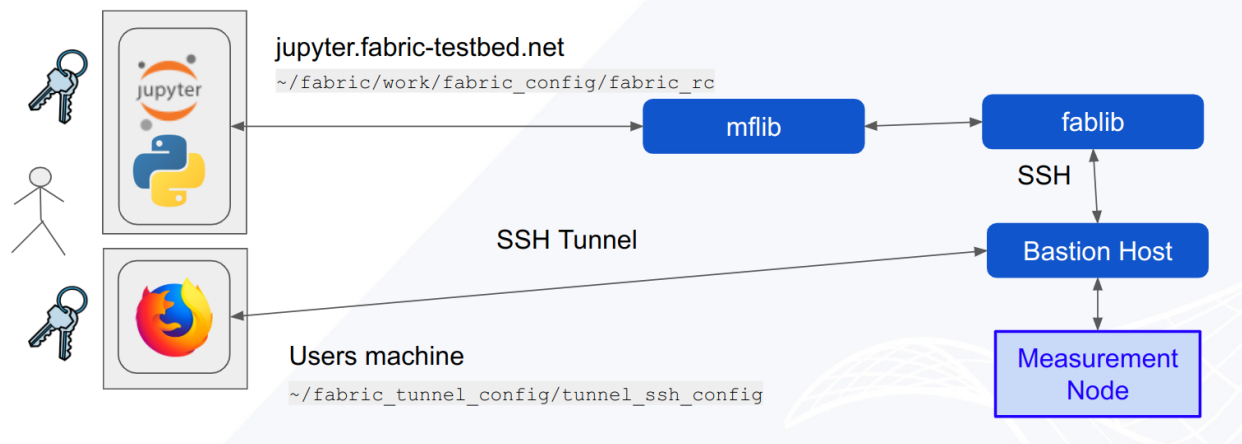 jupyter.fabric-testbed.net
~/fabric/work/fabric_config/fabric_rc
jupyter
mflib
fablib
SSH
SSH Tunnel
Bastion Host
Users machine
~/fabric_tunnel_config/tunnel_ssh_config
Measurement
Node